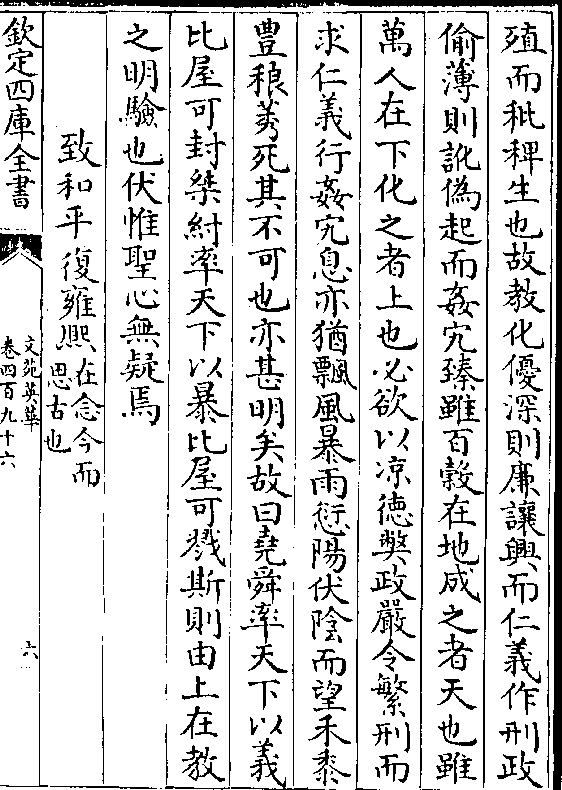 殖而秕稗生也故教化優深則廉讓興而仁義作刑政
偷薄則訛偽起而姦宄臻雖百穀在地成之者天也雖
萬人在下化之者上也必欲以凉徳弊政嚴令繁刑而
求仁義行姦宄息亦猶飄風暴雨愆陽伏陰而望禾黍
豊稂莠死其不可也亦甚明矣故曰堯舜率天下以義
比屋可封桀紂率天下以暴比屋可戮斯則由上在教
之明驗也伏惟聖心無疑焉
致和平復雍熙在念今而
思古也
欽定四庫全書
文苑英華
卷四百九十六
六